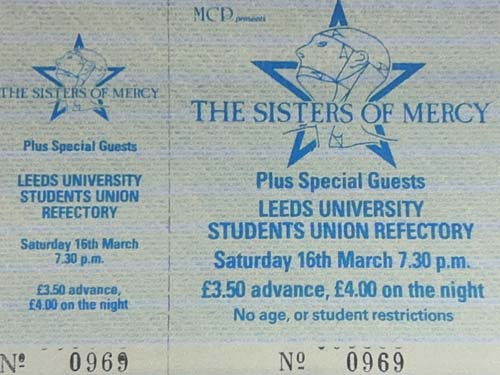 THE SISTERS OF MERCY
Plus Special Guests
LEEDS UNIVERSITY
STUDENTS UNION
REFECTORY
Saturday 16th March
7.30 p.m.
£3.50 advance,
£4.00 on the night
Nº 0969
MCP presents
THE SISTERS OF MERCY
Plus Special Guests
LEEDS UNIVERSITY
STUDENTS UNION REFECTORY
Saturday 16th March 7.30 p.m.
£3.50 advance, £4.00 on the night
No age, or student restrictions
Nº 0969